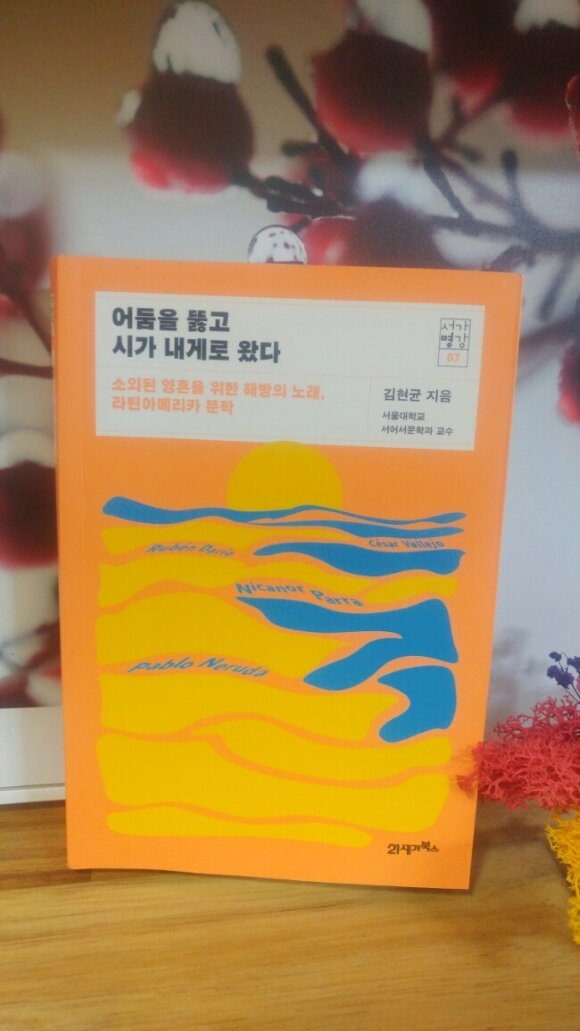 어둠을 뚫고
시가 내게로 왔다
소외된 영혼을 위한 해방의 노래,
라틴아메리카 문학
서가
명강
07
김현균 지음
서울대학교
서어서문학과 교수
Rubén Darío
César Vallejo
Nicanor Parra
Pablo Neruda
21세기북스